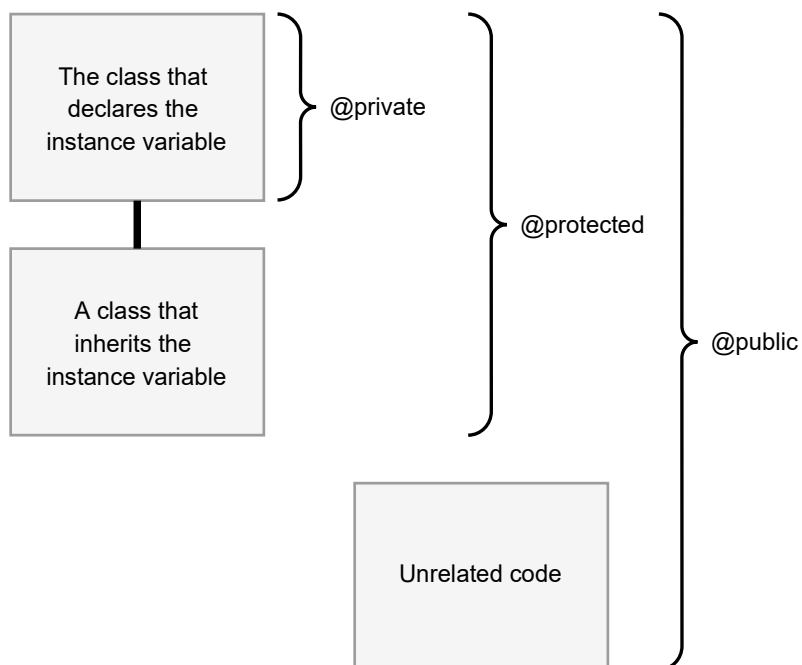 The class that
declares the
instance variable
@private
@protected
A class that
inherits the
instance variable
@public
Unrelated code